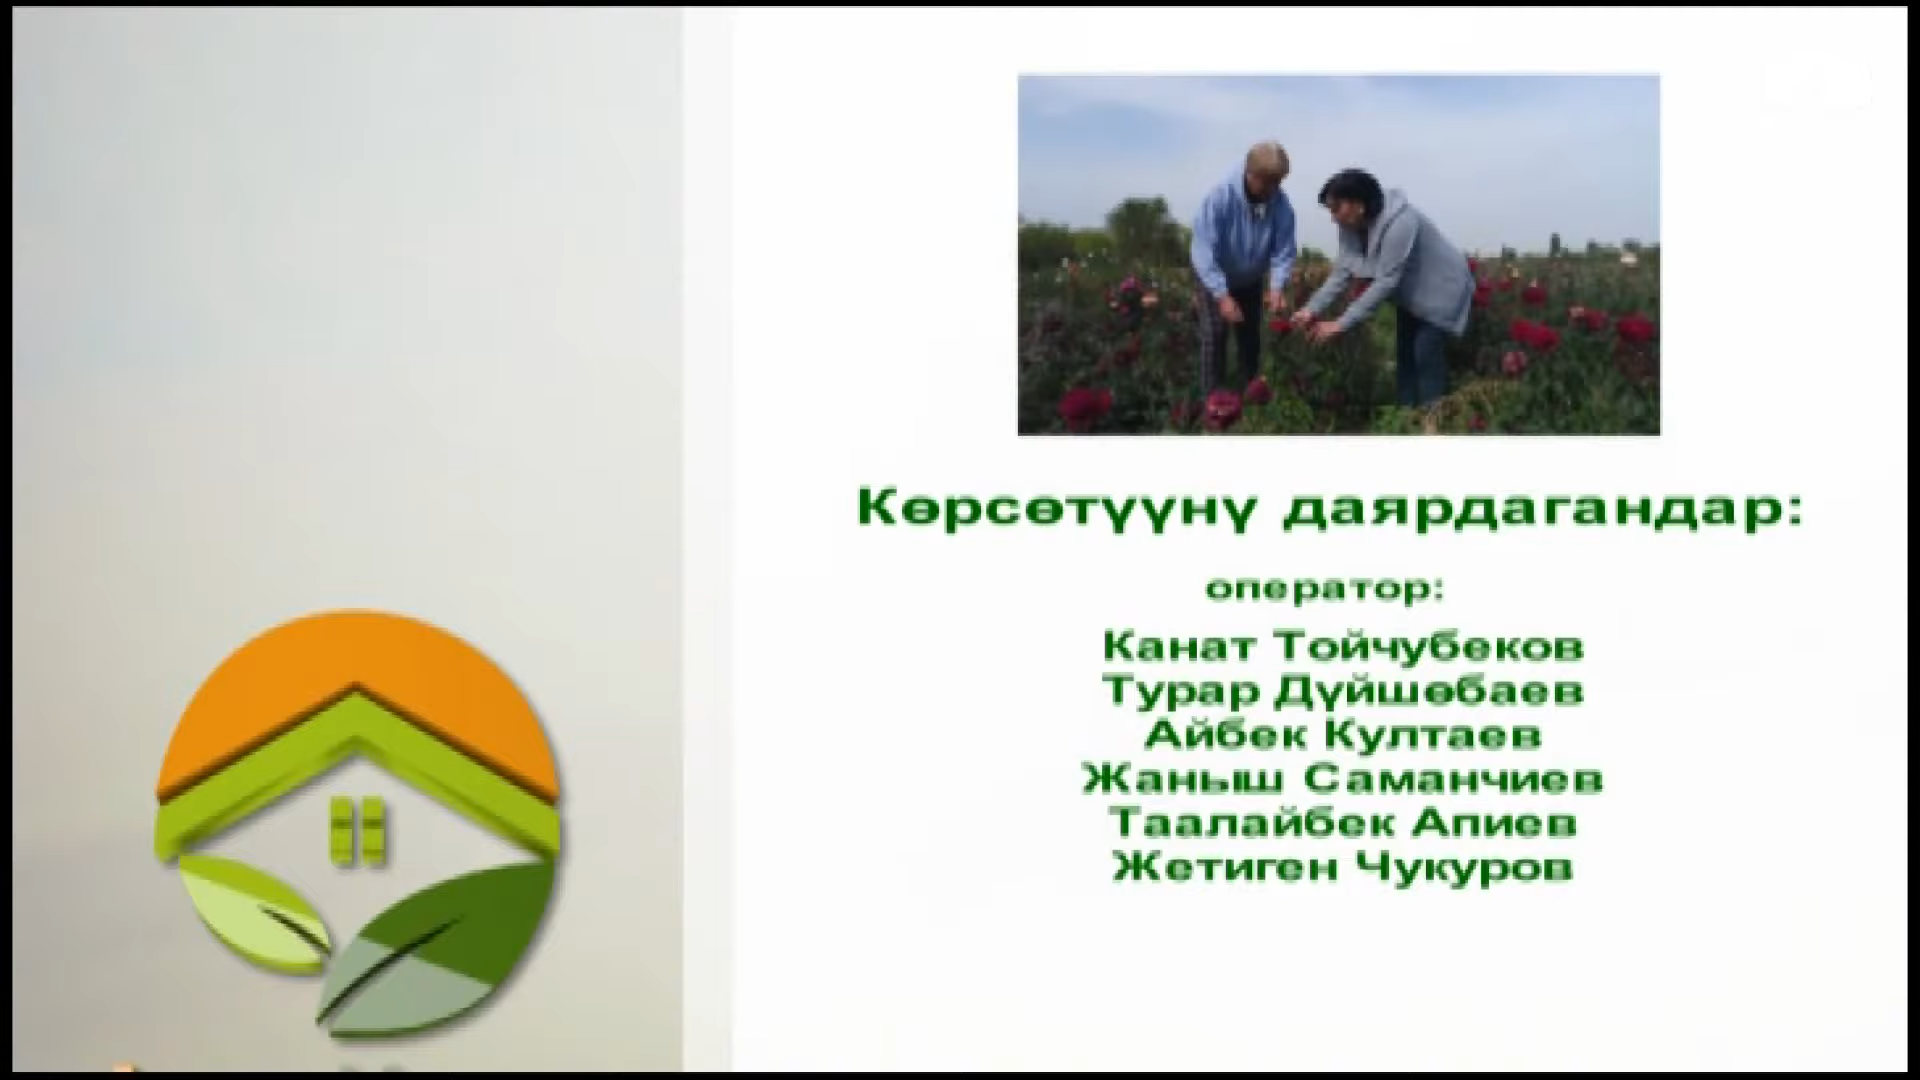 Көрсөтүүнү даярдагандар:
оператор:
Канат Тойчубеков
Турар Дүйшөбаев
Айбек Култаев
Жаныш Саманчиев
Таалайбек Апиев
Жетиген Чукуров